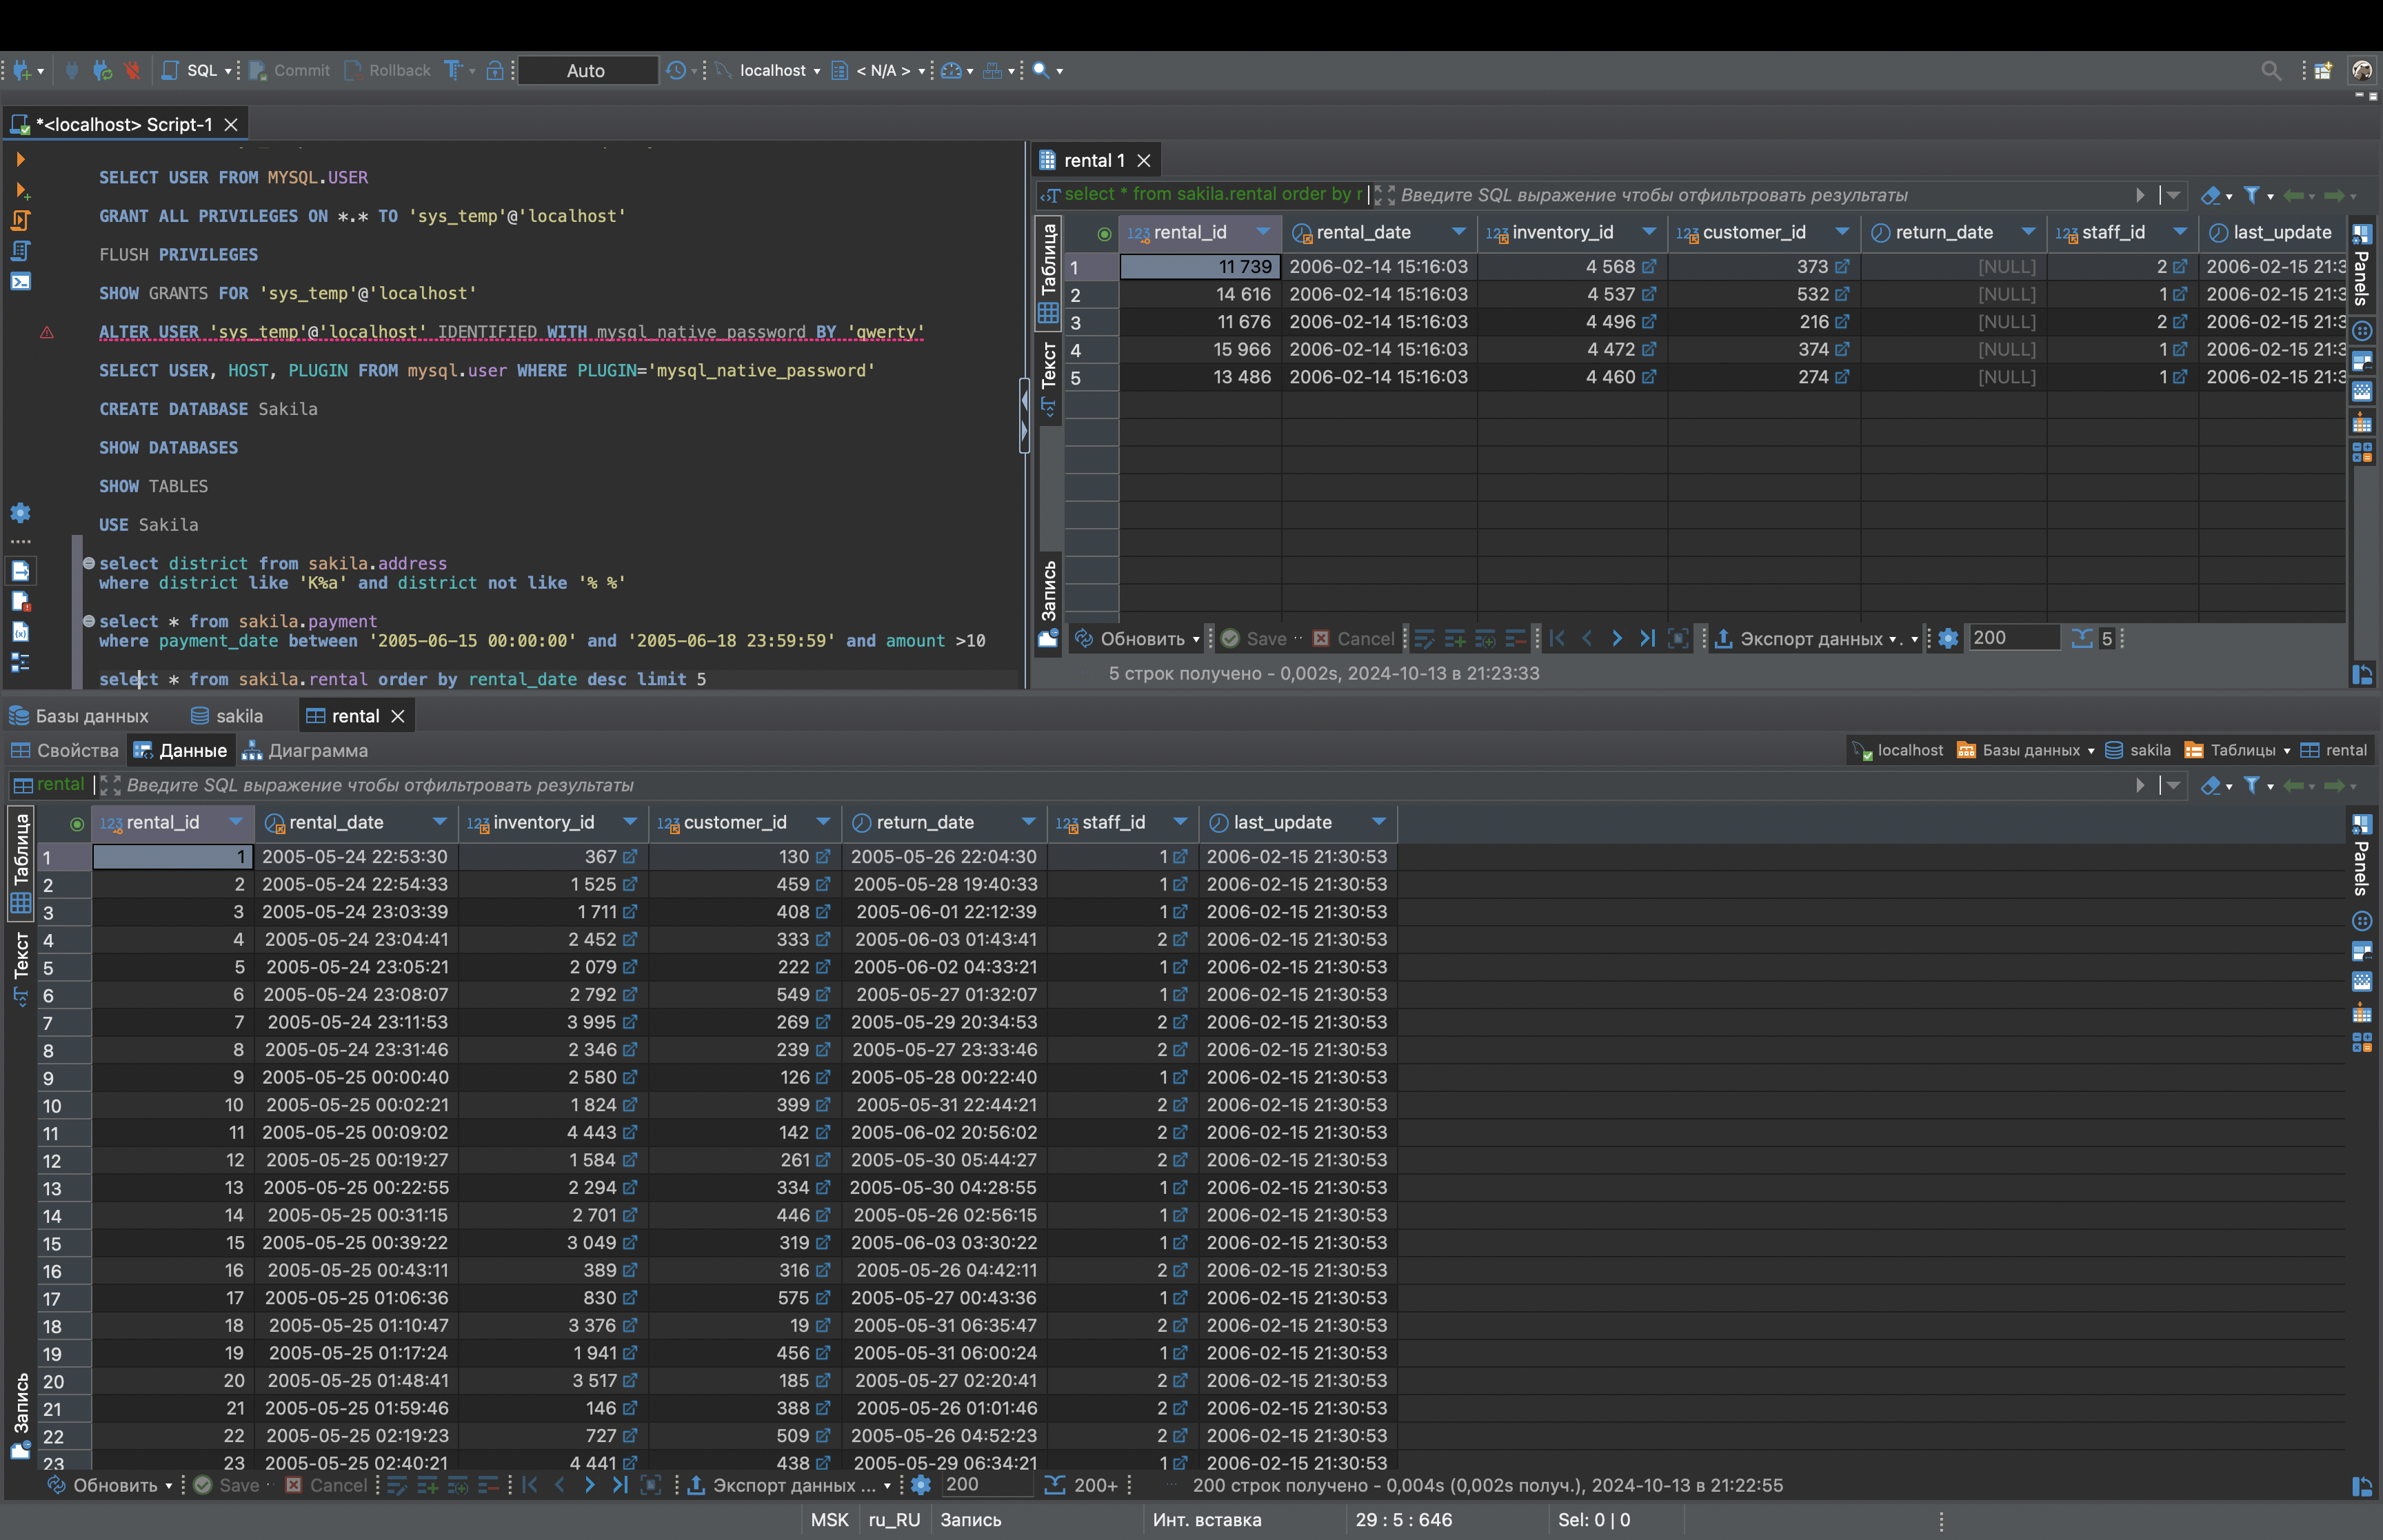 SQL Commit Rollback Auto localhost < N/A >
*<localhost> Script-1
SELECT USER FROM MYSQL.USER
GRANT ALL PRIVILEGES ON *.* TO 'sys_temp'@'localhost'
FLUSH PRIVILEGES
SHOW GRANTS FOR 'sys_temp'@'localhost'
ALTER USER 'sys_temp'@'localhost' IDENTIFIED WITH mysql_native_password BY 'qwerty'
SELECT USER, HOST, PLUGIN FROM mysql.user WHERE PLUGIN='mysql_native_password'
CREATE DATABASE Sakila
SHOW DATABASES
SHOW TABLES
USE Sakila
select district from sakila.address
where district like 'K%a' and district not like '% %'
select * from sakila.payment
where payment_date between '2005-06-15 00:00:00' and '2005-06-18 23:59:59' and amount >10
select * from sakila.rental order by rental_date desc limit 5
rental 1
select * from sakila.rental order by r Введите SQL выражение чтобы отфильтровать результаты
Таблица
Текст
Запись
rental_id rental_date inventory_id customer_id return_date staff_id last_update
1 11 739 2006-02-14 15:16:03 4 568 373 [NULL] 2 2006-02-15 21:3
2 14 616 2006-02-14 15:16:03 4 537 532 [NULL] 1 2006-02-15 21:3
3 11 676 2006-02-14 15:16:03 4 496 216 [NULL] 2 2006-02-15 21:3
4 15 966 2006-02-14 15:16:03 4 472 374 [NULL] 1 2006-02-15 21:3
5 13 486 2006-02-14 15:16:03 4 460 274 [NULL] 1 2006-02-15 21:3
Panels
Обновить Save Cancel Экспорт данных 200 5
5 строк получено - 0,002s, 2024-10-13 в 21:23:33
Базы данных sakila rental
Свойства Данные Диаграмма localhost Базы данных sakila Таблицы rental
rental Введите SQL выражение чтобы отфильтровать результаты
Таблица
Текст
Запись
rental_id rental_date inventory_id customer_id return_date staff_id last_update
1 1 2005-05-24 22:53:30 367 130 2005-05-26 22:04:30 1 2006-02-15 21:30:53
2 2 2005-05-24 22:54:33 1 525 459 2005-05-28 19:40:33 1 2006-02-15 21:30:53
3 3 2005-05-24 23:03:39 1 711 408 2005-06-01 22:12:39 1 2006-02-15 21:30:53
4 4 2005-05-24 23:04:41 2 452 333 2005-06-03 01:43:41 2 2006-02-15 21:30:53
5 5 2005-05-24 23:05:21 2 079 222 2005-06-02 04:33:21 1 2006-02-15 21:30:53
6 6 2005-05-24 23:08:07 2 792 549 2005-05-27 01:32:07 1 2006-02-15 21:30:53
7 7 2005-05-24 23:11:53 3 995 269 2005-05-29 20:34:53 2 2006-02-15 21:30:53
8 8 2005-05-24 23:31:46 2 346 239 2005-05-27 23:33:46 2 2006-02-15 21:30:53
9 9 2005-05-25 00:00:40 2 580 126 2005-05-28 00:22:40 1 2006-02-15 21:30:53
10 10 2005-05-25 00:02:21 1 824 399 2005-05-31 22:44:21 2 2006-02-15 21:30:53
11 11 2005-05-25 00:09:02 4 443 142 2005-06-02 20:56:02 2 2006-02-15 21:30:53
12 12 2005-05-25 00:19:27 1 584 261 2005-05-30 05:44:27 2 2006-02-15 21:30:53
13 13 2005-05-25 00:22:55 2 294 334 2005-05-30 04:28:55 1 2006-02-15 21:30:53
14 14 2005-05-25 00:31:15 2 701 446 2005-05-26 02:56:15 1 2006-02-15 21:30:53
15 15 2005-05-25 00:39:22 3 049 319 2005-06-03 03:30:22 1 2006-02-15 21:30:53
16 16 2005-05-25 00:43:11 389 316 2005-05-26 04:42:11 2 2006-02-15 21:30:53
17 17 2005-05-25 01:06:36 830 575 2005-05-27 00:43:36 1 2006-02-15 21:30:53
18 18 2005-05-25 01:10:47 3 376 19 2005-05-31 06:35:47 2 2006-02-15 21:30:53
19 19 2005-05-25 01:17:24 1 941 456 2005-05-31 06:00:24 1 2006-02-15 21:30:53
20 20 2005-05-25 01:48:41 3 517 185 2005-05-27 02:20:41 2 2006-02-15 21:30:53
21 21 2005-05-25 01:59:46 146 388 2005-05-26 01:01:46 2 2006-02-15 21:30:53
22 22 2005-05-25 02:19:23 727 509 2005-05-26 04:52:23 2 2006-02-15 21:30:53
23 23 2005-05-25 02:40:21 4 441 438 2005-05-29 06:34:21 1 2006-02-15 21:30:53
Panels
Обновить Save Cancel Экспорт данных ... 200 200+ 200 строк получено - 0,004s (0,002s получ.), 2024-10-13 в 21:22:55
MSK ru_RU Запись Инт. вставка 29 : 5 : 646 Sel: 0 | 0